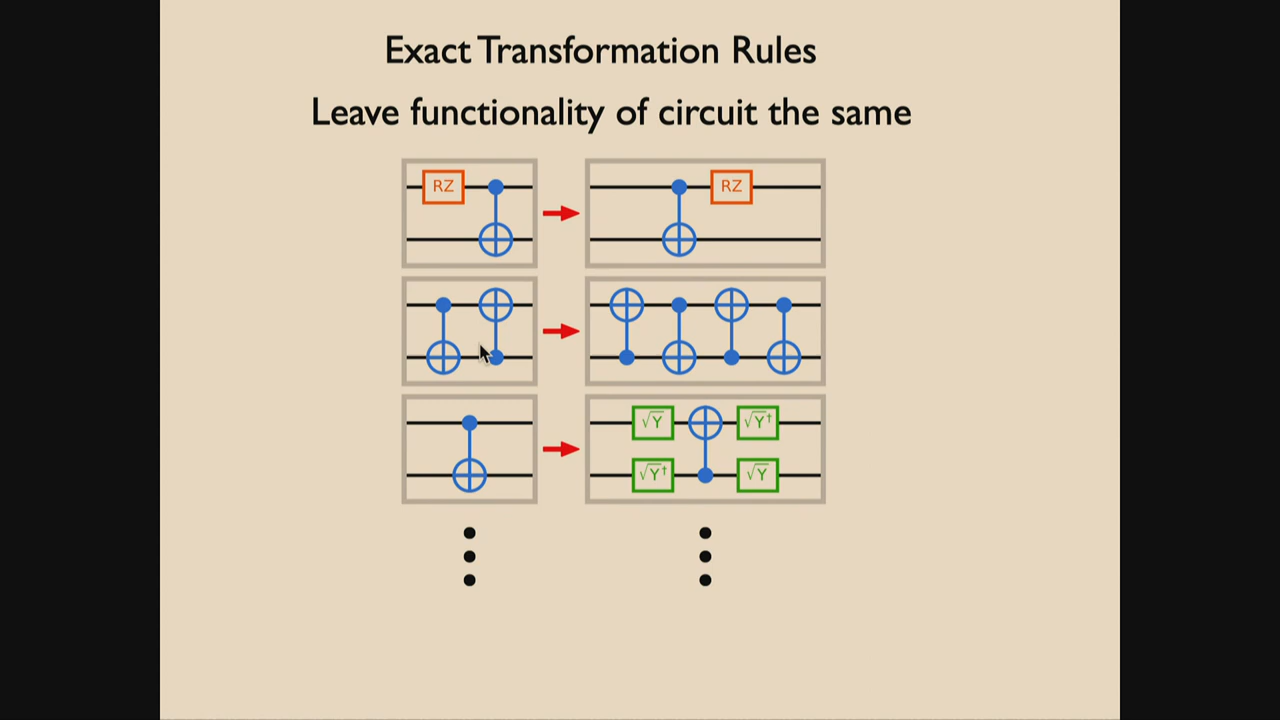 Exact Transformation Rules
Leave functionality of circuit the same
RZ
RZ
√Y
√Y†
√Y†
√Y